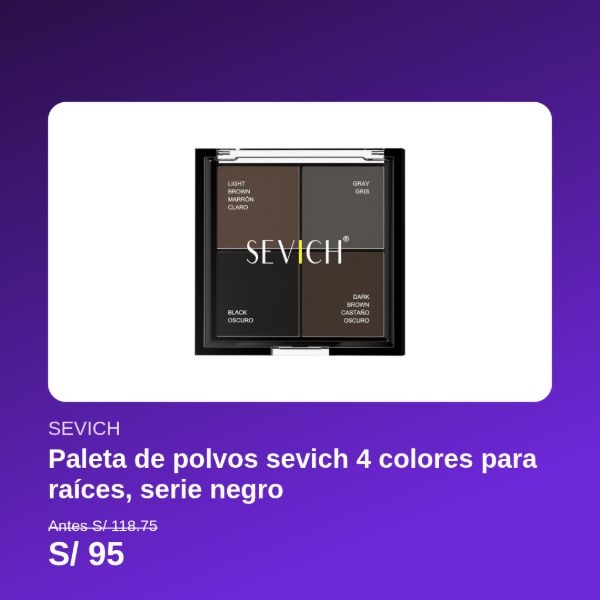 LIGHT
BROWN
MARRÓN
CLARO
GRAY
GRIS
SEVICH®
BLACK
OSCURO
DARK
BROWN
CASTAÑO
OSCURO
SEVICH
Paleta de polvos sevich 4 colores para
raíces, serie negro
Antes S/ 118.75
S/ 95